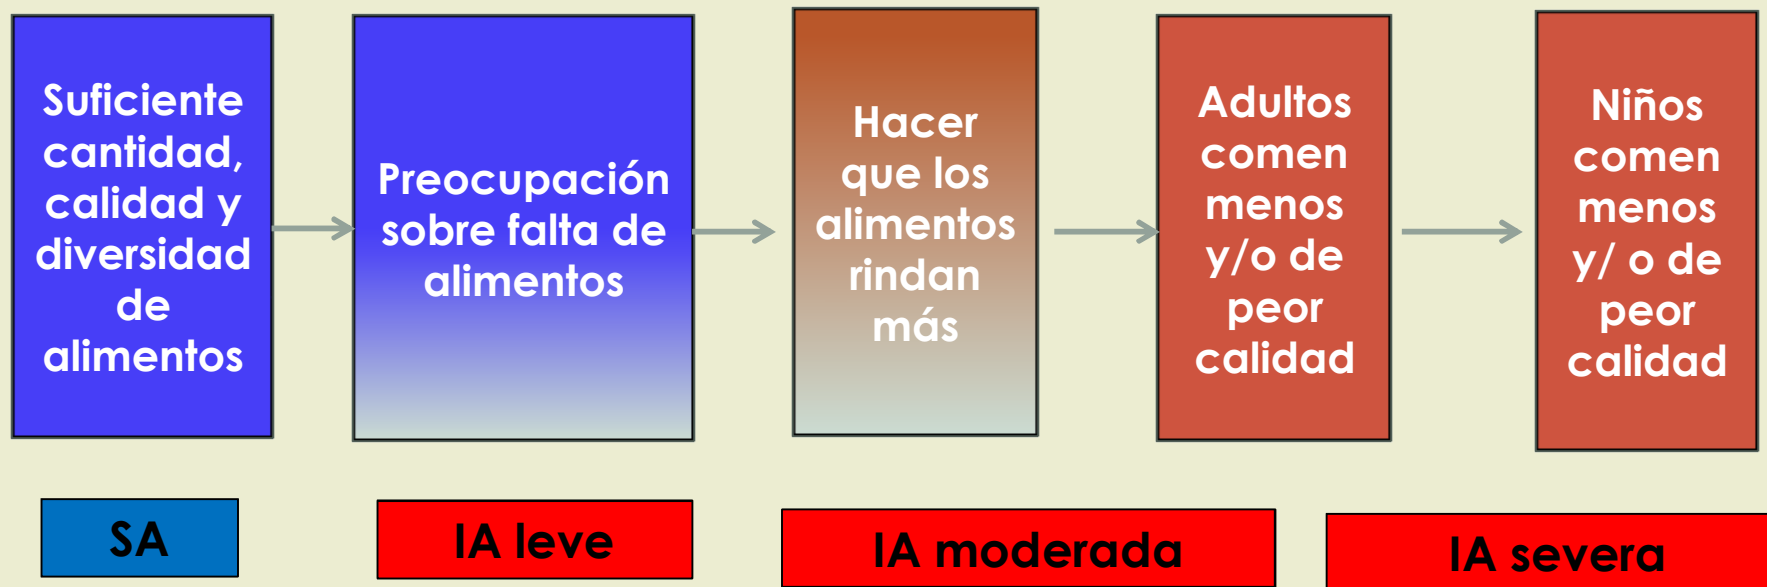 Suficiente
cantidad,
calidad y
diversidad
de
alimentos
Preocupación
sobre falta de
alimentos
Hacer
que los
alimentos
rindan
más
Adultos
comen
menos
y/o de
peor
calidad
Niños
comen
menos
y/ o de
peor
calidad
SA
IA leve
IA moderada
IA severa